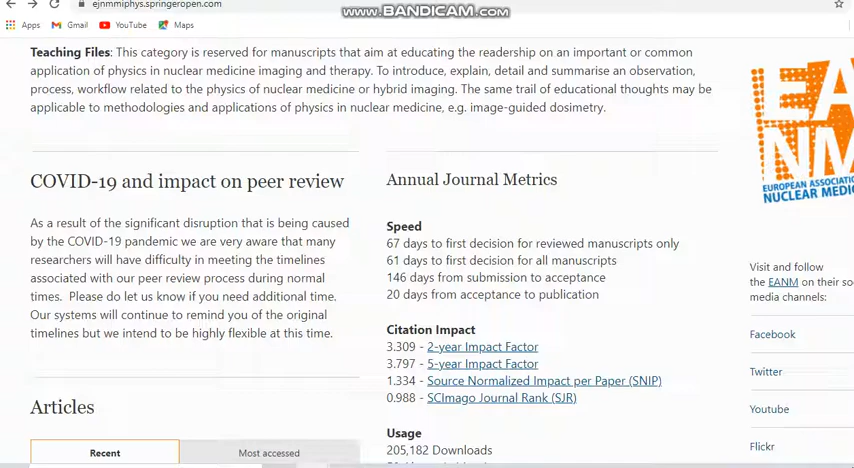 www.BANDICAM.com
ejnmmiphys.springeropen.com
Apps
Gmail
YouTube
Maps
Teaching Files: This category is reserved for manuscripts that aim at educating the readership on an important or common
application of physics in nuclear medicine imaging and therapy. To introduce, explain, detail and summarise an observation,
process, workflow related to the physics of nuclear medicine or hybrid imaging. The same trail of educational thoughts may be
applicable to methodologies and applications of physics in nuclear medicine, e.g. image-guided dosimetry.
COVID-19 and impact on peer review
As a result of the significant disruption that is being caused
by the COVID-19 pandemic we are very aware that many
researchers will have difficulty in meeting the timelines
associated with our peer review process during normal
times. Please do let us know if you need additional time.
Our systems will continue to remind you of the original
timelines but we intend to be highly flexible at this time.
Articles
Recent
Most accessed
Annual Journal Metrics
Speed
67 days to first decision for reviewed manuscripts only
61 days to first decision for all manuscripts
146 days from submission to acceptance
20 days from acceptance to publication
Citation Impact
3.309 - 2-year Impact Factor
3.797 - 5-year Impact Factor
1.334 - Source Normalized Impact per Paper (SNIP)
0.988 - SCImago Journal Rank (SJR)
Usage
205,182 Downloads
EA
NM
EUROPEAN ASSOCIATIO
NUCLEAR MEDIC
Visit and follow
the EANM on their so
media channels:
Facebook
Twitter
Youtube
Flickr